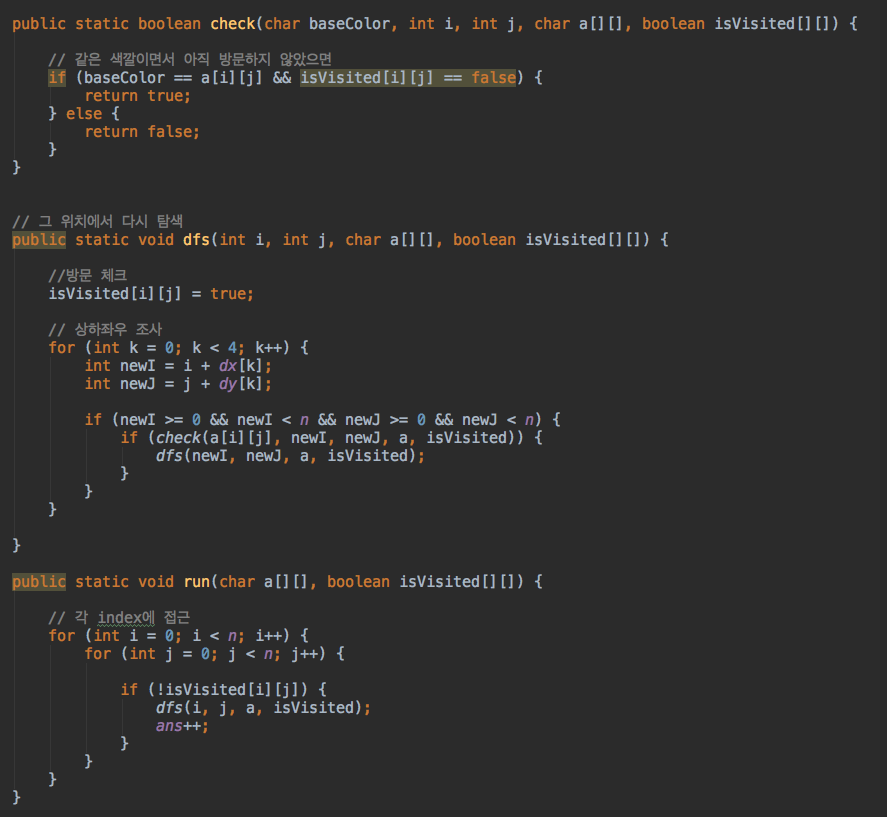 public static boolean check(char baseColor, int i, int j, char a[][], boolean isVisited[][]) {
// 같은 색깔이면서 아직 방문하지 않았으면
if (baseColor == a[i][j] && isVisited[i][j] == false) {
return true;
} else {
return false;
}
}
// 그 위치에서 다시 탐색
public static void dfs(int i, int j, char a[][], boolean isVisited[][]) {
//방문 체크
isVisited[i][j] = true;
// 상하좌우 조사
for (int k = 0; k < 4; k++) {
int newI = i + dx[k];
int newJ = j + dy[k];
if (newI >= 0 && newI < n && newJ >= 0 && newJ < n) {
if (check(a[i][j], newI, newJ, a, isVisited)) {
dfs(newI, newJ, a, isVisited);
}
}
}
}
public static void run(char a[][], boolean isVisited[][]) {
// 각 index에 접근
for (int i = 0; i < n; i++) {
for (int j = 0; j < n; j++) {
if (!isVisited[i][j]) {
dfs(i, j, a, isVisited);
ans++;
}
}
}
}